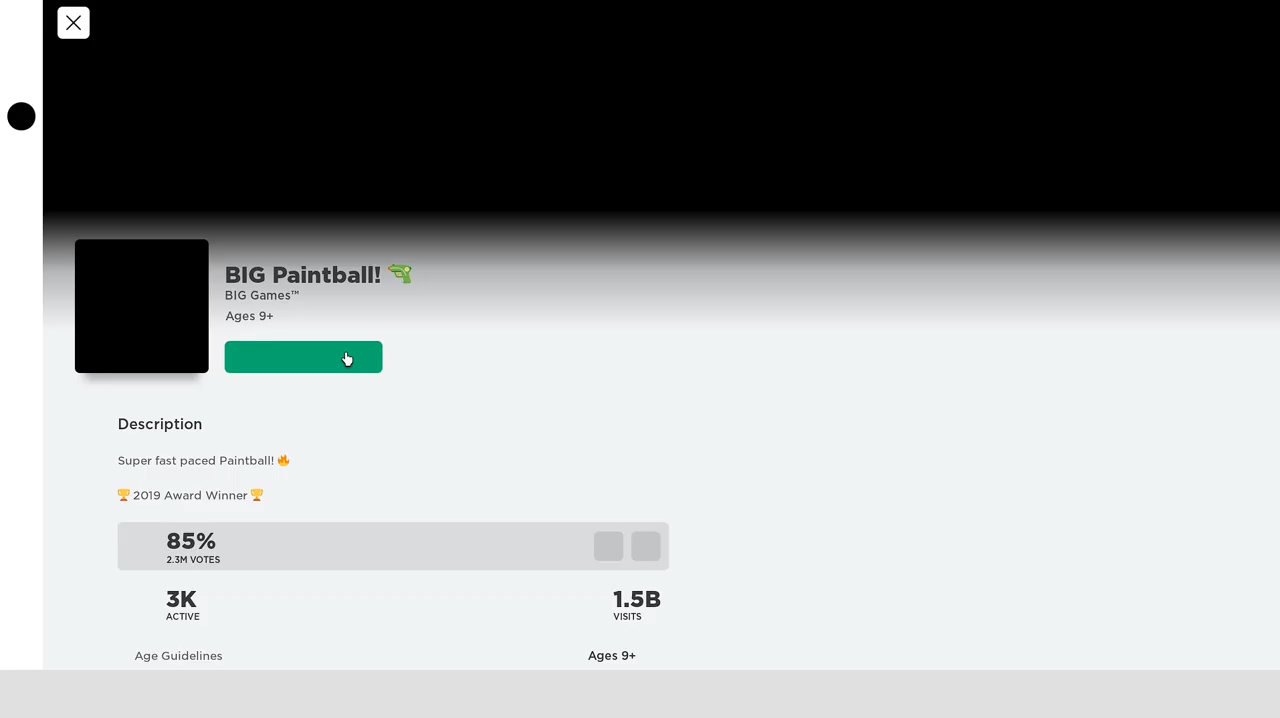 BIG Paintball! 🔫
BIG Games™
Ages 9+
Description
Super fast paced Paintball! 🔥
🏆 2019 Award Winner 🏆
85%
2.3M VOTES
3K
ACTIVE
1.5B
VISITS
Age Guidelines
Ages 9+